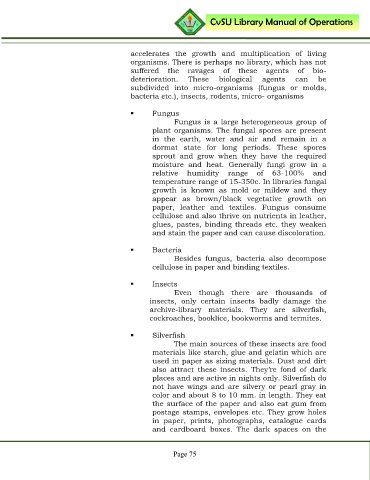 CvSU Library Manual of Operations
accelerates the growth and multiplication of living
organisms. There is perhaps no library, which has not
suffered the ravages of these agents of bio-
deterioration. These biological agents can be
subdivided into micro-organisms (fungus or molds,
bacteria etc.), insects, rodents, micro- organisms
▪ Fungus
Fungus is a large heterogeneous group of
plant organisms. The fungal spores are present
in the earth, water and air and remain in a
dormat state for long periods. These spores
sprout and grow when they have the required
moisture and heat. Generally fungi grow in a
relative humidity range of 63-100% and
temperature range of 15-350c. In libraries fungal
growth is known as mold or mildew and they
appear as brown/black vegetative growth on
paper, leather and textiles. Fungus consume
cellulose and also thrive on nutrients in leather,
glues, pastes, binding threads etc. they weaken
and stain the paper and can cause discoloration.
▪ Bacteria
Besides fungus, bacteria also decompose
cellulose in paper and binding textiles.
▪ Insects
Even though there are thousands of
insects, only certain insects badly damage the
archive-library materials. They are silverfish,
cockroaches, booklice, bookworms and termites.
▪ Silverfish
The main sources of these insects are food
materials like starch, glue and gelatin which are
used in paper as sizing materials. Dust and dirt
also attract these insects. They're fond of dark
places and are active in nights only. Silverfish do
not have wings and are silvery or pearl gray in
color and about 8 to 10 mm. in length. They eat
the surface of the paper and also eat gum from
postage stamps, envelopes etc. They grow holes
in paper, prints, photographs, catalogue cards
and cardboard boxes. The dark spaces on the
Page 75